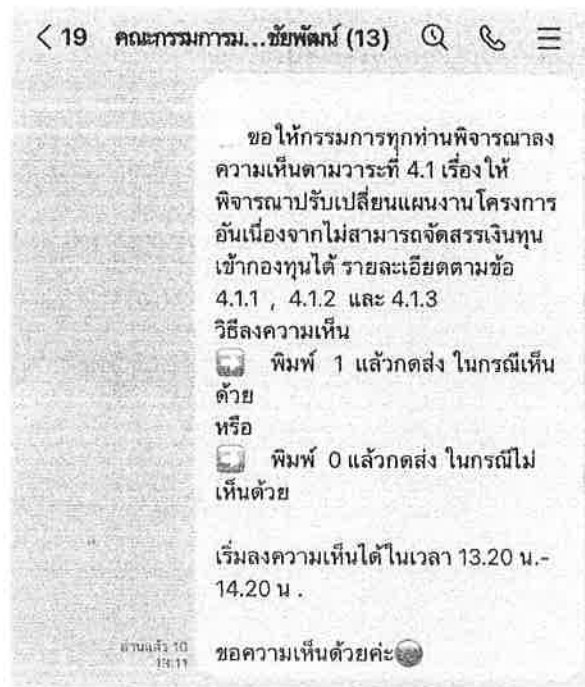 < 19 คณะกรรมการม...ชัยพัฒน์ (13)
ขอให้กรรมการทุกท่านพิจารณาลง
ความเห็นตามวาระที่ 4.1 เรื่องให้
พิจารณาปรับเปลี่ยนแผนงานโครงการ
อันเนื่องจากไม่สามารถจัดสรรเงินทุน
เข้ากองทุนได้ รายละเอียดตามข้อ
4.1.1 , 4.1.2 และ 4.1.3
วิธีลงความเห็น
พิมพ์ 1 แล้วกดส่ง ในกรณีเห็น
ด้วย
หรือ
พิมพ์ 0 แล้วกดส่ง ในกรณีไม่
เห็นด้วย
เริ่มลงความเห็นได้ในเวลา 13.20 น.-
14.20 น .
อ่านแล้ว 10
13:11
ขอความเห็นด้วยค่ะ